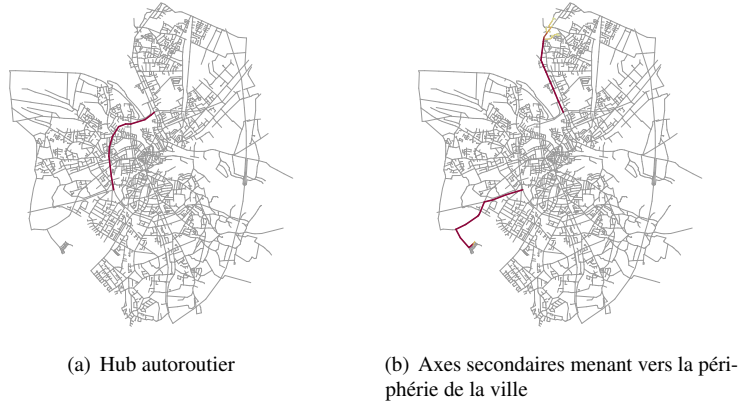 (a) Hub autoroutier
(b) Axes secondaires menant vers la péri-
phérie de la ville